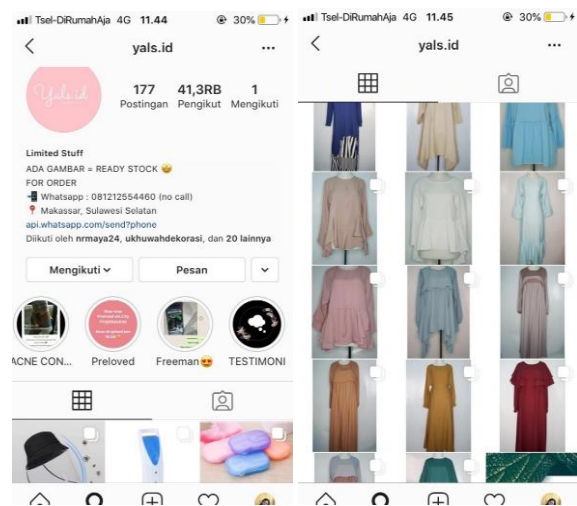 Tsel-DiRumahAja 4G 11.44 30%
yals.id
Yals.id
177 41,3RB 1
Postingan Pengikut Mengikuti
Limited Stuff
ADA GAMBAR = READY STOCK
FOR ORDER
Whatsapp : 081212554460 (no call)
Makassar, Sulawesi Selatan
api.whatsapp.com/send?phone
Diikuti oleh nrmaya24, ukhuwahdekorasi, dan 20 lainnya
Mengikuti Pesan
ACNE CON... Preloved Freeman TESTIMONI
Tsel-DiRumahAja 4G 11.45 30%
yals.id